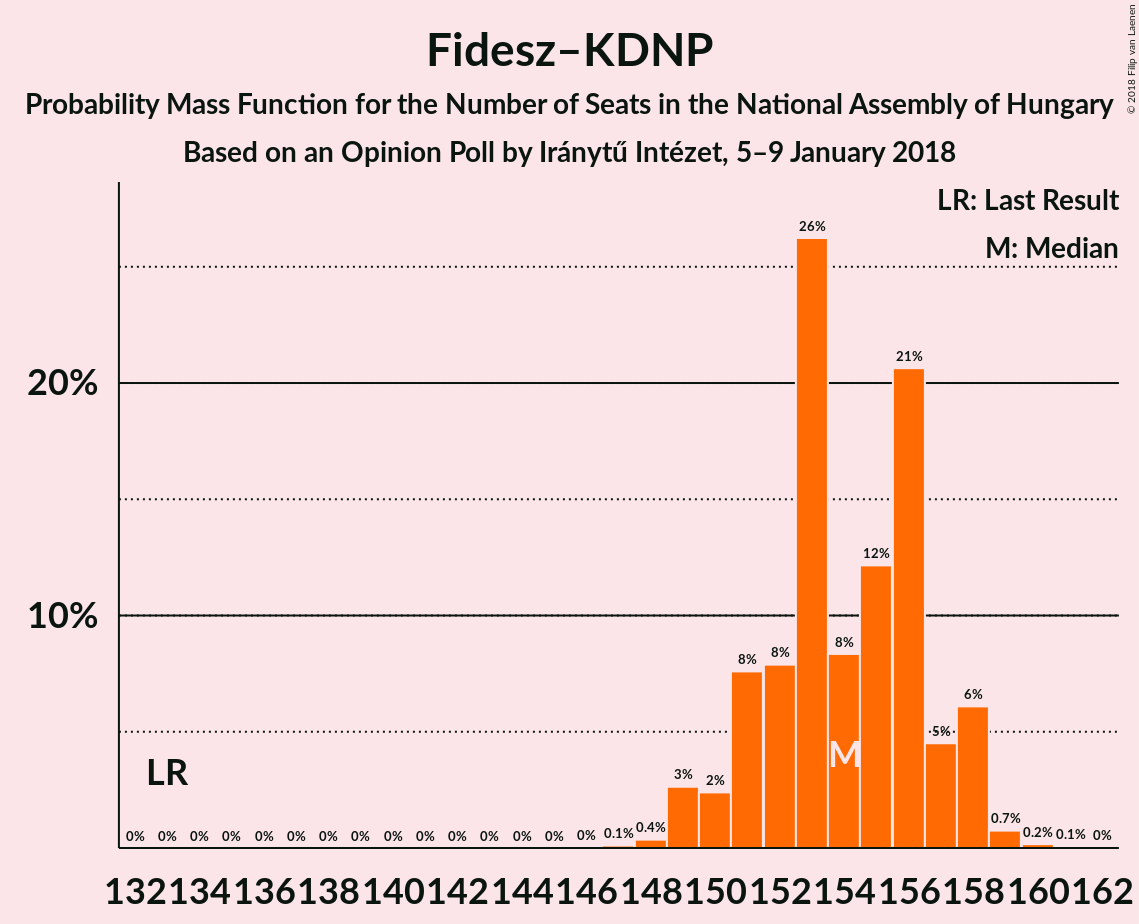 Fidesz–KDNP
Probability Mass Function for the Number of Seats in the National Assembly of Hungary
Based on an Opinion Poll by Iránytű Intézet, 5–9 January 2018
© 2018 Filip van Laenen
LR: Last Result
M: Median
26%
21%
20%
12%
10%
8% 8% 8%
6%
5%
M
LR
3% 2%
0% 0% 0% 0% 0% 0% 0% 0% 0% 0% 0% 0% 0% 0% 0% 0.1% 0.4% 0.7% 0.2% 0.1% 0%
132 134 136 138 140 142 144 146 148 150 152 154 156 158 160 162